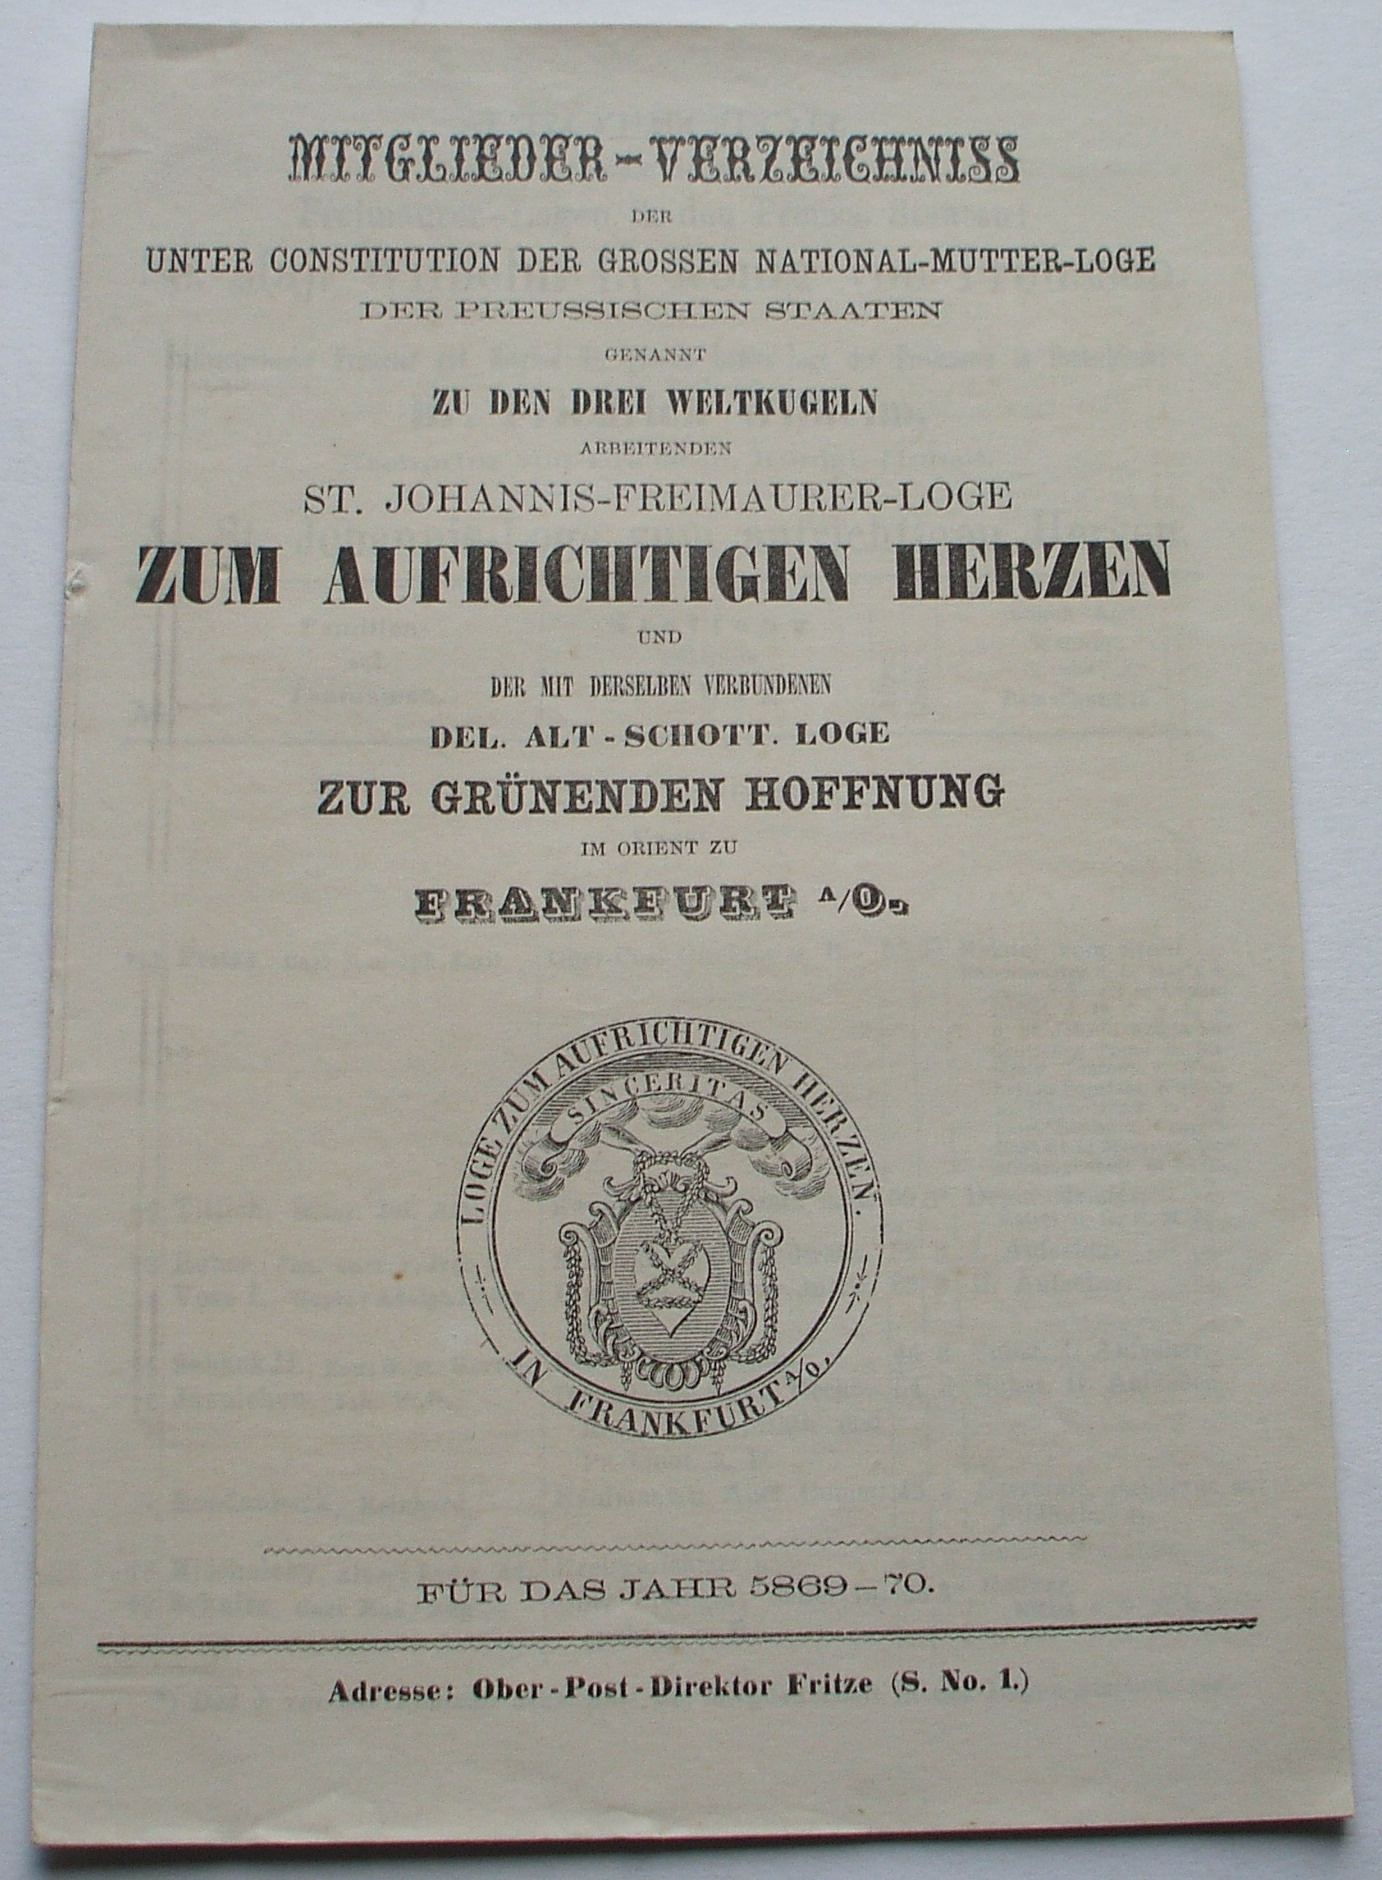 MITGLIEDER-VERZEICHNISS
DER
UNTER CONSTITUTION DER GROSSEN NATIONAL-MUTTER-LOGE
DER PREUSSISCHEN STAATEN
GENANNT
ZU DEN DREI WELTKUGELN
ARBEITENDEN
ST. JOHANNIS-FREIMAURER-LOGE
ZUM AUFRICHTIGEN HERZEN
UND
DER MIT DERSELBEN VERBUNDENEN
DEL. ALT-SCHOTT. LOGE
ZUR GRÜNENDEN HOFFNUNG
IM ORIENT ZU
FRANKFURT A/O.
LOGE ZUM AUFRICHTIGEN HERZEN.
SINCERITAS
IN FRANKFURT A/O.
FÜR DAS JAHR 5869-70.
Adresse: Ober-Post-Direktor Fritze (S. No. 1.)